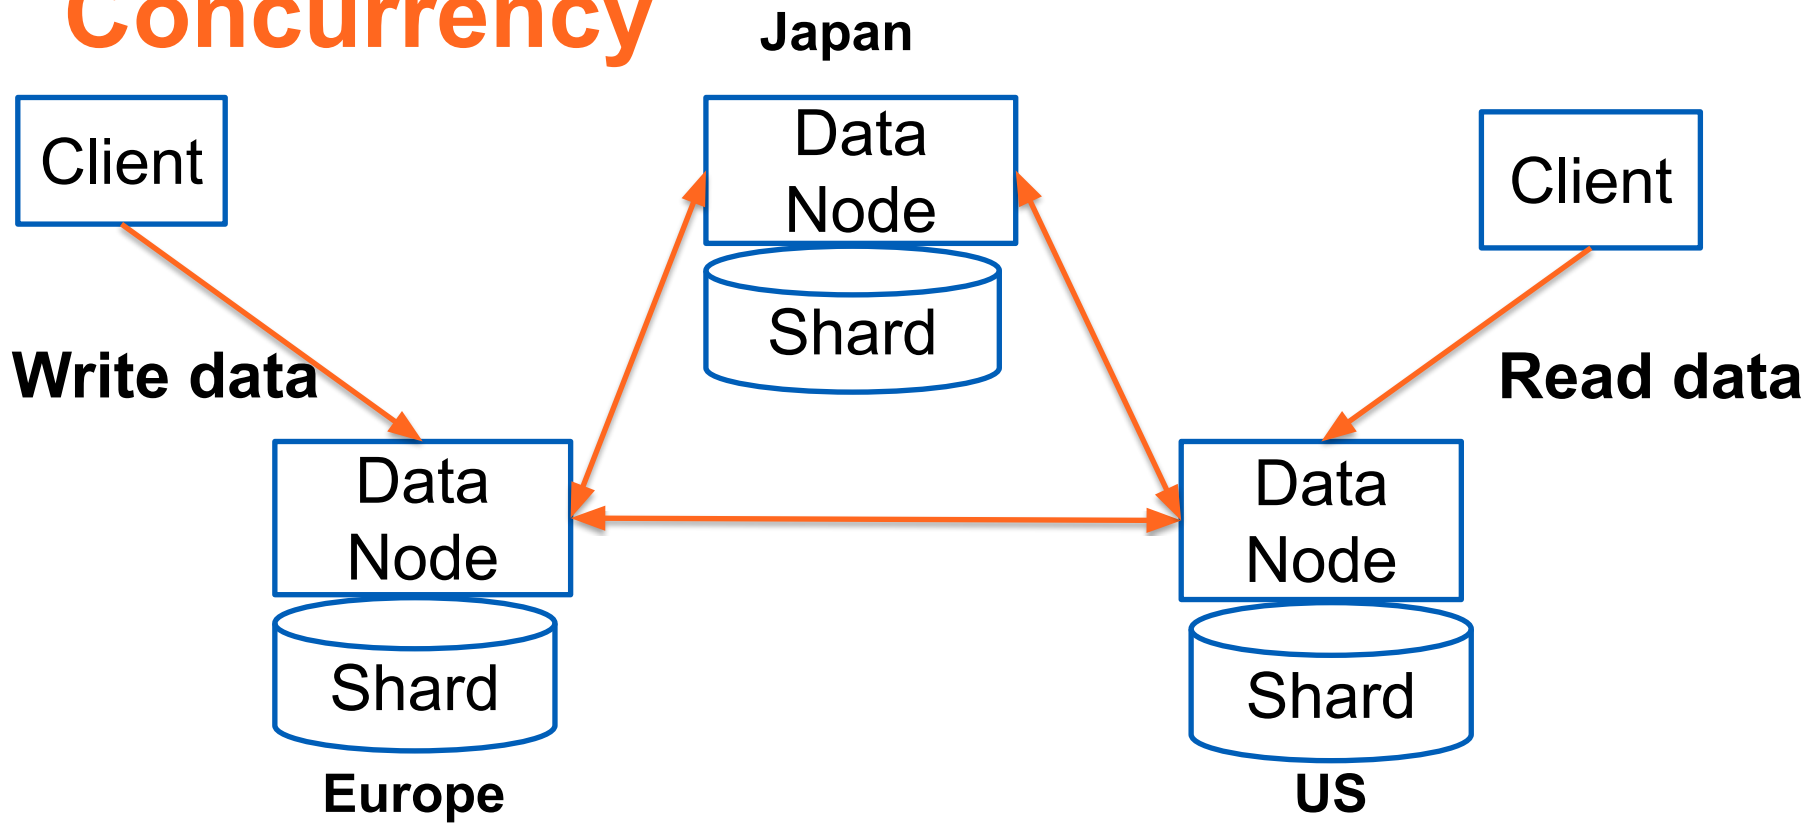 Concurrency
Japan
Client
Data
Node
Shard
Client
Write data
Read data
Data
Node
Shard
Europe
Data
Node
Shard
US